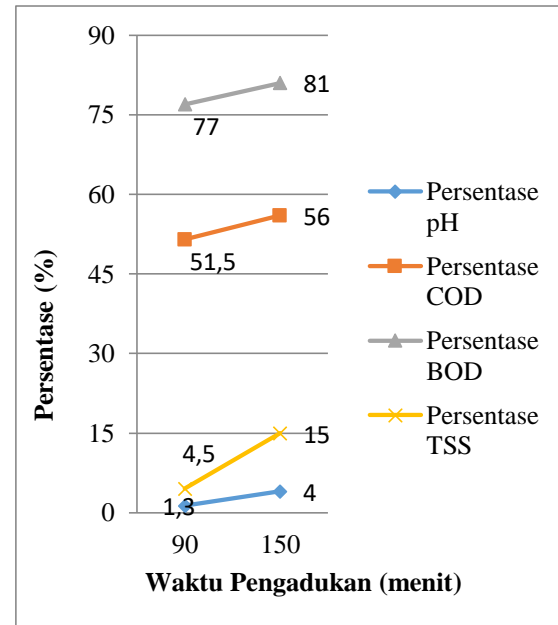 90
75
60
45
30
15
0
Persentase (%)
81
77
56
51,5
4,5
15
1,3
4
90
150
Waktu Pengadukan (menit)
Persentase
pH
Persentase
COD
Persentase
BOD
Persentase
TSS